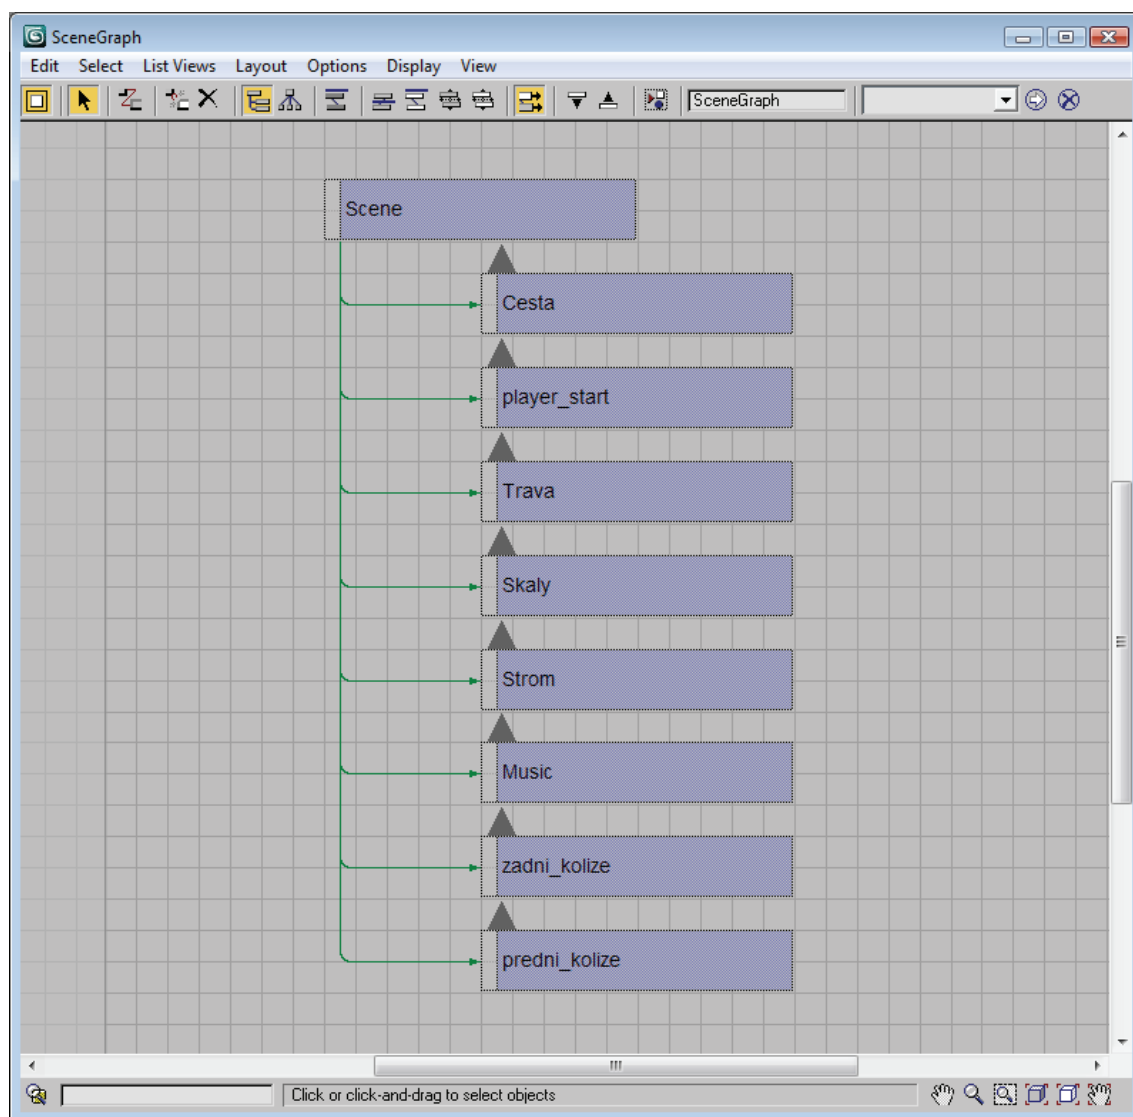 SceneGraph
Edit Select List Views Layout Options Display View
SceneGraph
Scene
Cesta
player_start
Trava
Skaly
Strom
Music
zadni_kolize
predni_kolize
Click or click-and-drag to select objects